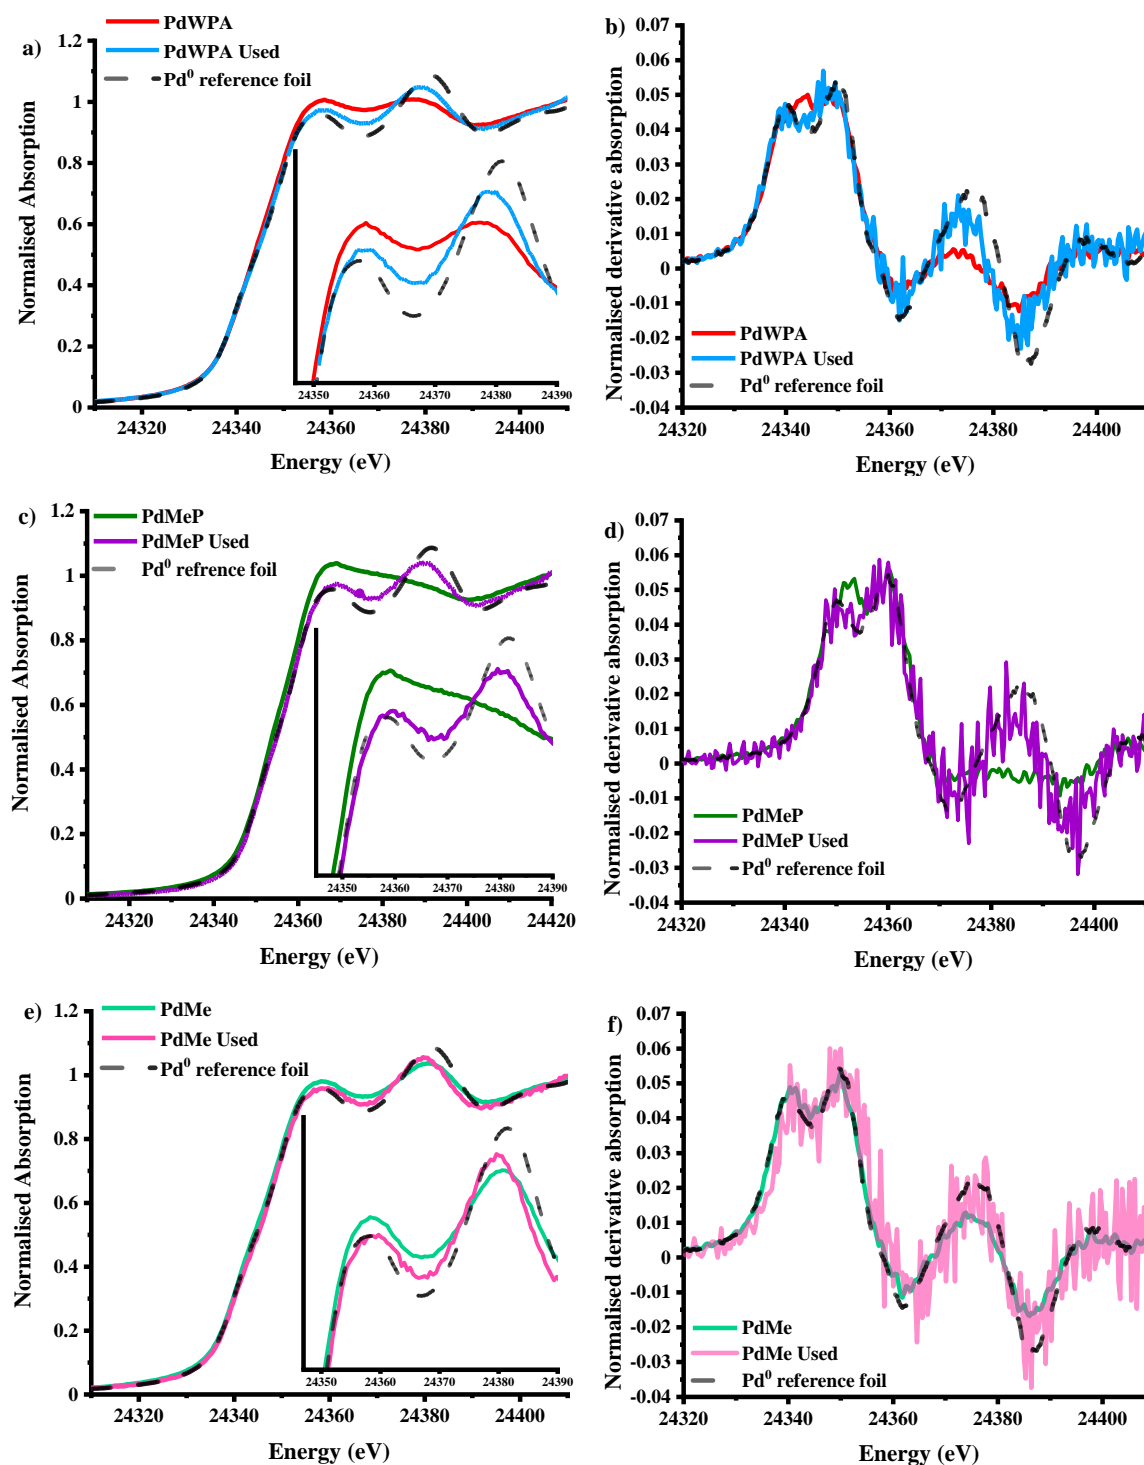 a)
PdWPA
PdWPA Used
Pd⁰ reference foil
Normalised Absorption
1.2
1
0.8
0.6
0.4
0.2
0
24350 24360 24370 24380 24390
24320 24340 24360 24380 24400
Energy (eV)
b)
Normalised derivative absorption
0.07
0.06
0.05
0.04
0.03
0.02
0.01
0
-0.01
-0.02
-0.03
-0.04
PdWPA
PdWPA Used
Pd⁰ reference foil
24320 24340 24360 24380 24400
Energy (eV)
c)
PdMeP
PdMeP Used
Pd⁰ refrence foil
Normalised Absorption
1.2
1
0.8
0.6
0.4
0.2
0
24350 24360 24370 24380 24390
24320 24340 24360 24380 24400 24420
Energy (eV)
d)
Normalised derivative absorption
0.07
0.06
0.05
0.04
0.03
0.02
0.01
0
-0.01
-0.02
-0.03
-0.04
PdMeP
PdMeP Used
Pd⁰ reference foil
24320 24340 24360 24380 24400
Energy (eV)
e)
PdMe
PdMe Used
Pd⁰ reference foil
Normalised Absorption
1.2
1
0.8
0.6
0.4
0.2
0
24350 24360 24370 24380 24390
24320 24340 24360 24380 24400
Energy (eV)
f)
Normalised derivative absorption
0.07
0.06
0.05
0.04
0.03
0.02
0.01
0
-0.01
-0.02
-0.03
-0.04
PdMe
PdMe Used
Pd⁰ reference foil
24320 24340 24360 24380 24400
Energy (eV)